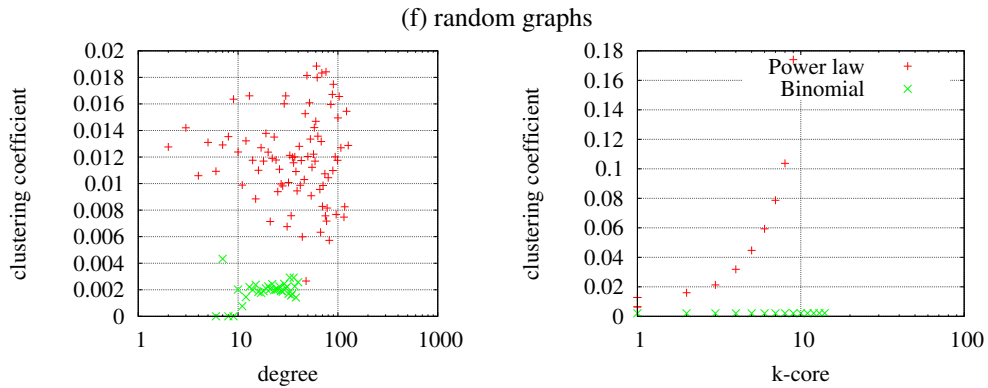 (f) random graphs
clustering coefficient
0.02
0.018
0.016
0.014
0.012
0.01
0.008
0.006
0.004
0.002
0
1 10 100 1000
degree
clustering coefficient
0.18
0.16
0.14
0.12
0.1
0.08
0.06
0.04
0.02
0
Power law
Binomial
1 10 100
k-core